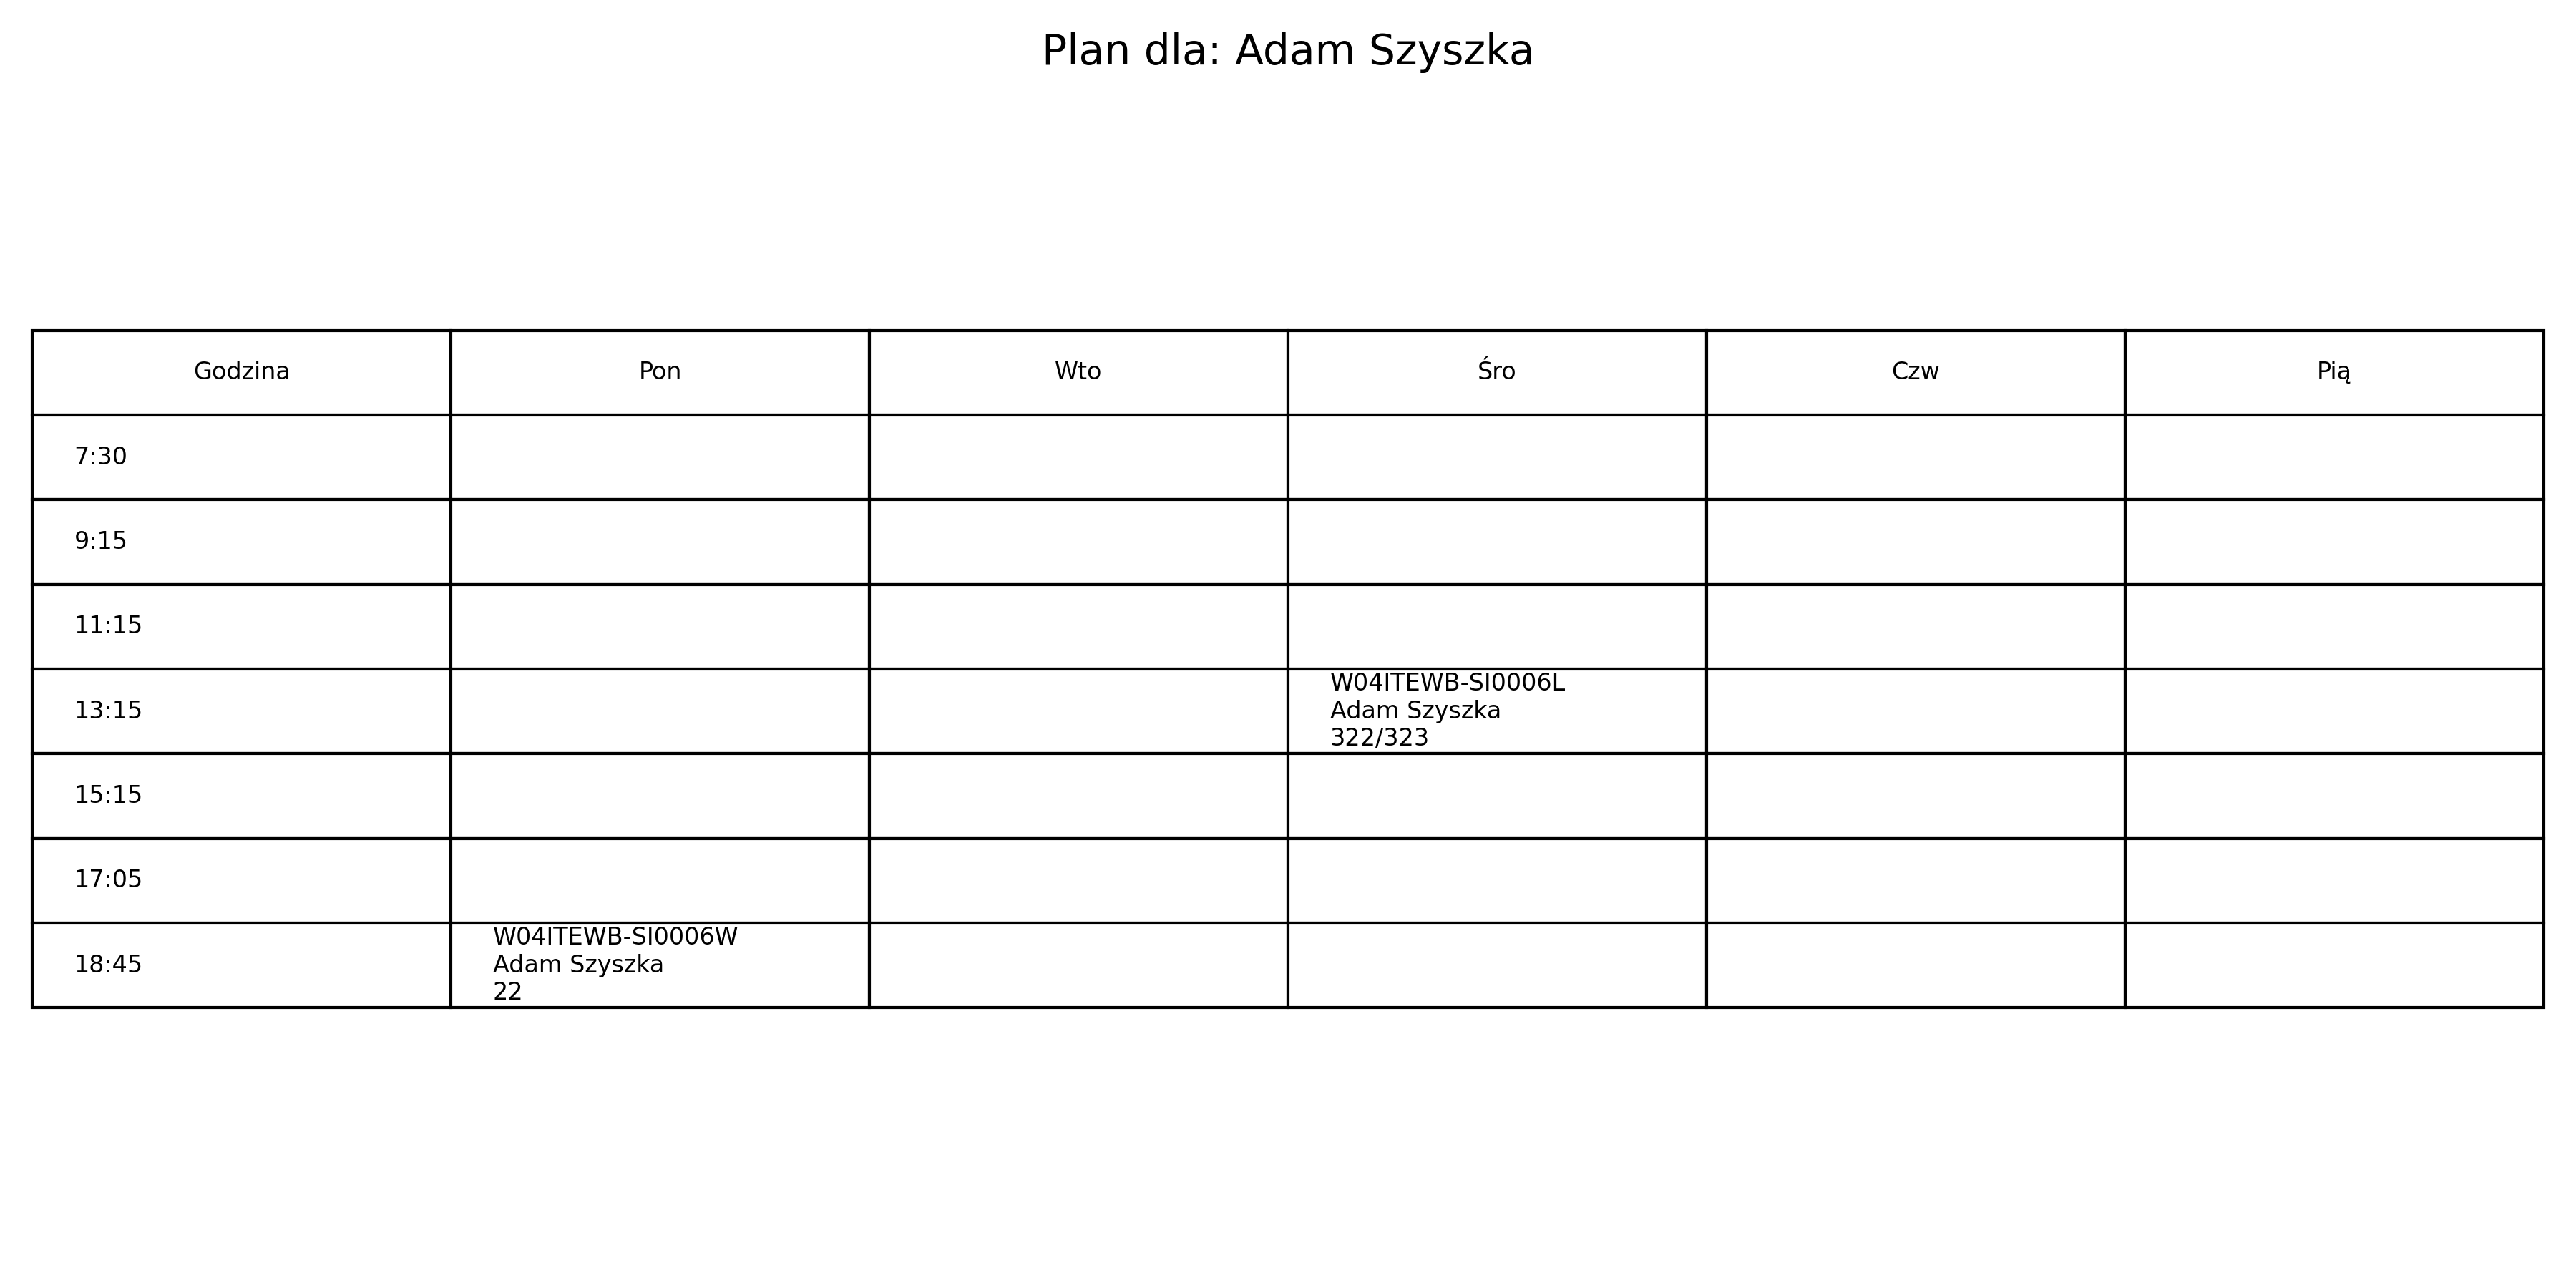 Plan dla: Adam Szyszka
Godzina Pon Wto Śro Czw Pią
7:30
9:15
11:15
13:15
W04ITEWB-SI0006L
Adam Szyszka
322/323
15:15
17:05
18:45
W04ITEWB-SI0006W
Adam Szyszka
22